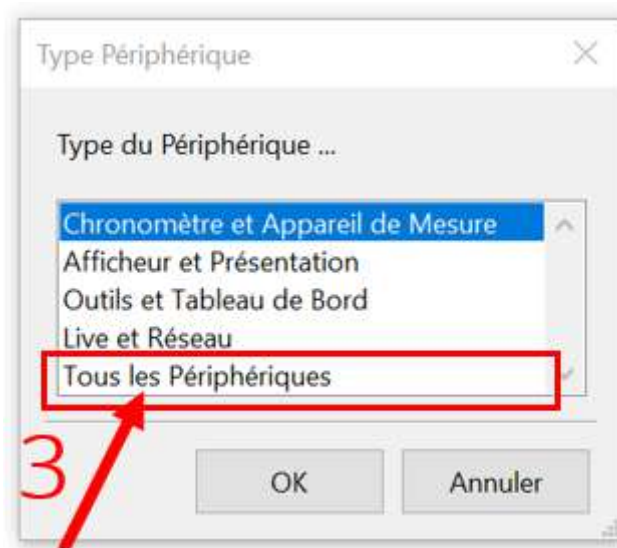 Type Périphérique
Type du Périphérique ...
Chronomètre et Appareil de Mesure
Afficheur et Présentation
Outils et Tableau de Bord
Live et Réseau
Tous les Périphériques
3
OK Annuler